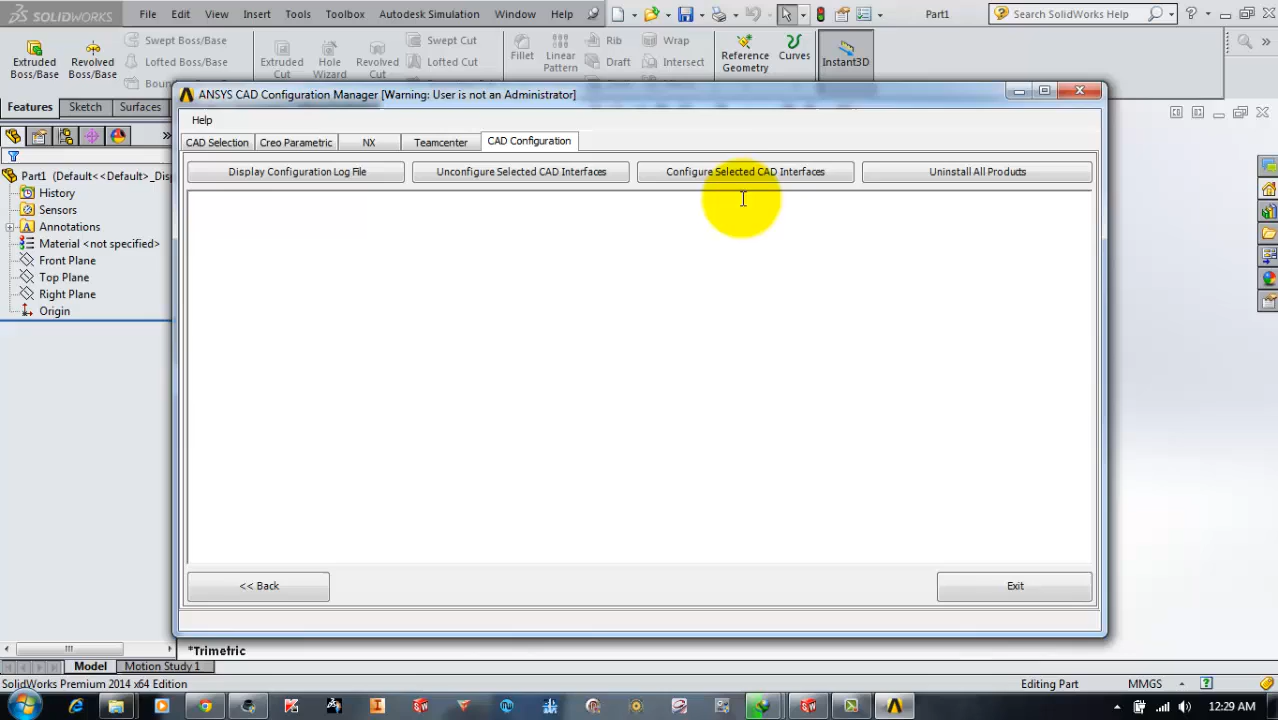 SOLIDWORKS File Edit View Insert Tools Toolbox Autodesk Simulation Window Help Part1 Search SolidWorks Help
Extruded Boss/Base
Revolved Boss/Base
Swept Boss/Base
Lofted Boss/Base
Extruded Cut
Hole Wizard
Revolved Cut
Swept Cut
Lofted Cut
Fillet
Linear Pattern
Rib
Draft
Wrap
Intersect
Reference Geometry
Curves
Instant3D
Features Sketch Surfaces
ANSYS CAD Configuration Manager [Warning: User is not an Administrator]
Help
CAD Selection Creo Parametric NX Teamcenter CAD Configuration
Display Configuration Log File Unconfigure Selected CAD Interfaces Configure Selected CAD Interfaces Uninstall All Products
Part1 (Default<<Default>_Disp
History
Sensors
Annotations
Material <not specified>
Front Plane
Top Plane
Right Plane
Origin
<< Back Exit
*Trimetric
Model Motion Study 1
SolidWorks Premium 2014 x64 Edition Editing Part MMGS
12:29 AM